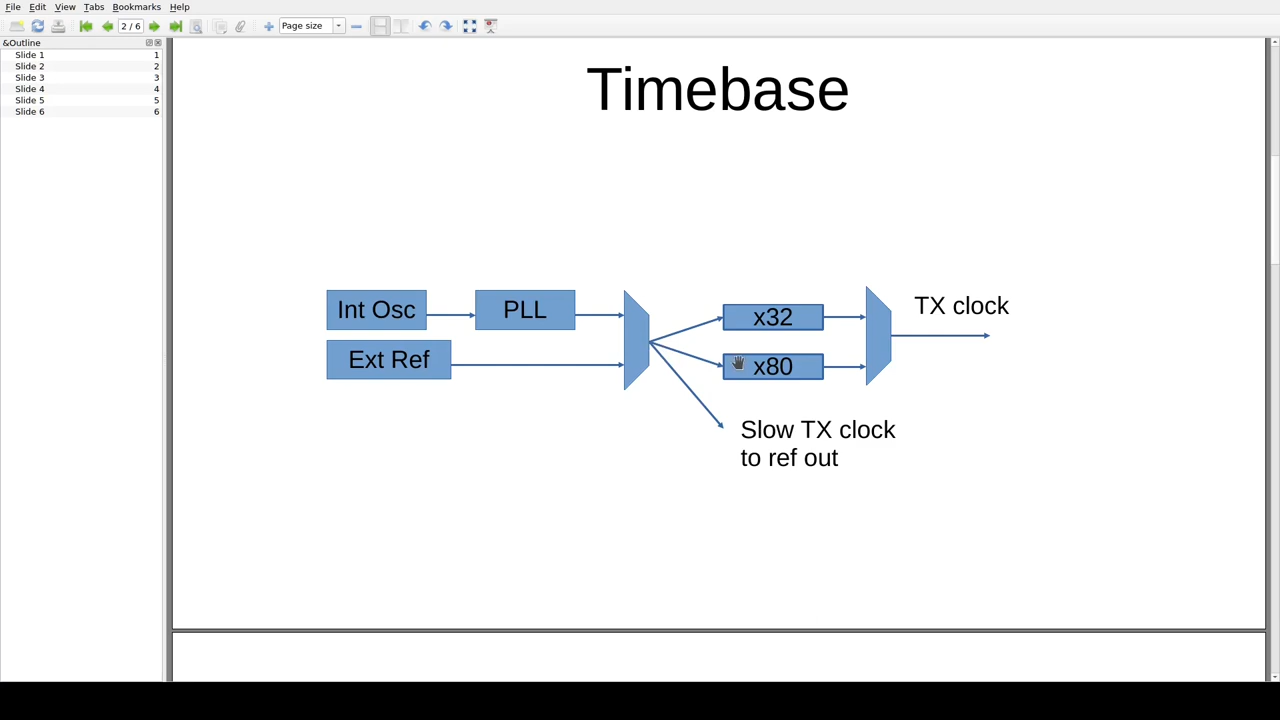 File Edit View Tabs Bookmarks Help
2 / 6 Page size
&Outline
Slide 1 1
Slide 2 2
Slide 3 3
Slide 4 4
Slide 5 5
Slide 6 6
Timebase
Int Osc
PLL
Ext Ref
x32
x80
TX clock
Slow TX clock
to ref out